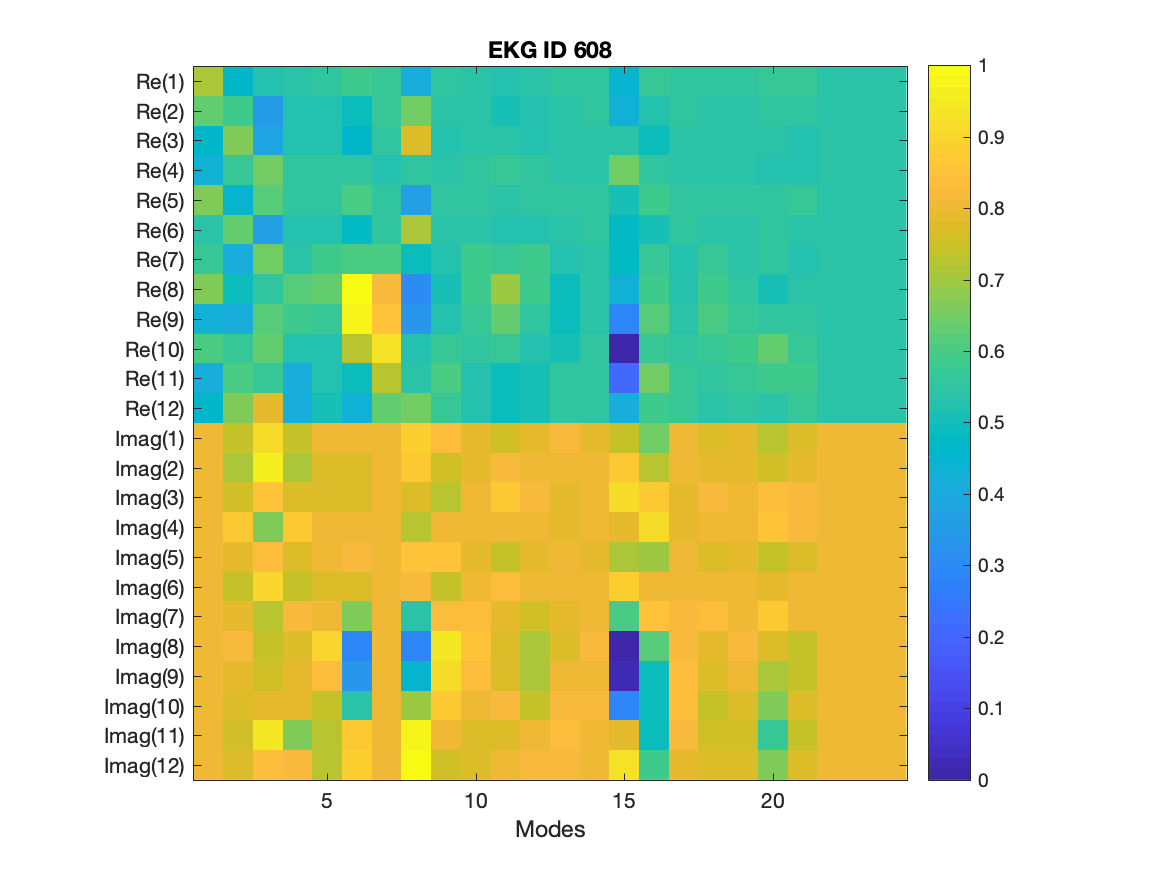 EKG ID 608
Re(1)
Re(2)
Re(3)
Re(4)
Re(5)
Re(6)
Re(7)
Re(8)
Re(9)
Re(10)
Re(11)
Re(12)
Imag(1)
Imag(2)
Imag(3)
Imag(4)
Imag(5)
Imag(6)
Imag(7)
Imag(8)
Imag(9)
Imag(10)
Imag(11)
Imag(12)
5 10 15 20
Modes
1
0.9
0.8
0.7
0.6
0.5
0.4
0.3
0.2
0.1
0